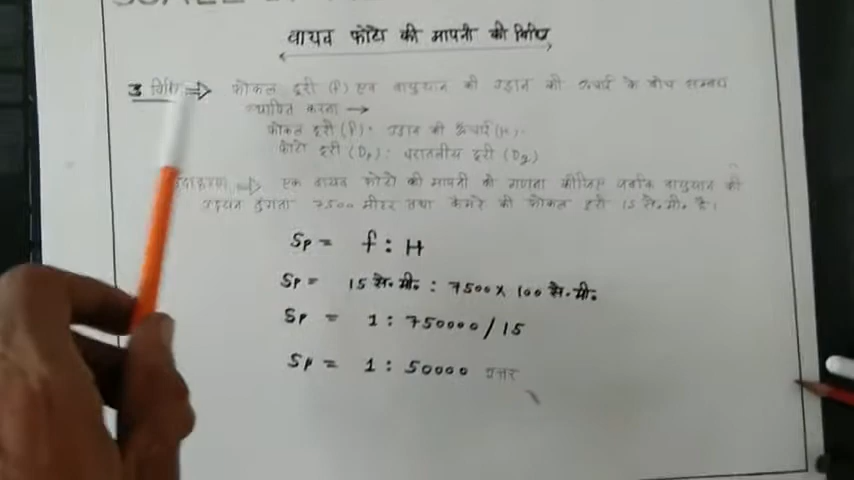 वायव फोटो की मापनी की विधि
3 विधि ⇒ फोकल दूरी (f) एवं वायुयान की उड़ान की ऊंचाई के बीच सम्बन्ध
स्थापित करना →
फोकल दूरी (f) : उड़ान की ऊँचाई (H).
फोटो दूरी (Dp) : धरातलीय दूरी (Dg)
उदाहरण ⇒ एक वायव फोटो की मापनी की गणना कीजिए जबकि वायुयान की
उड्डयन तुंगता 7500 मीटर तथा कैमरे की फोकल दूरी 15 से.मी. है।
Sp = f : H
Sp = 15 से.मी. : 7500 x 100 से.मी.
Sp = 1 : 750000 / 15
Sp = 1 : 50000 उत्तर